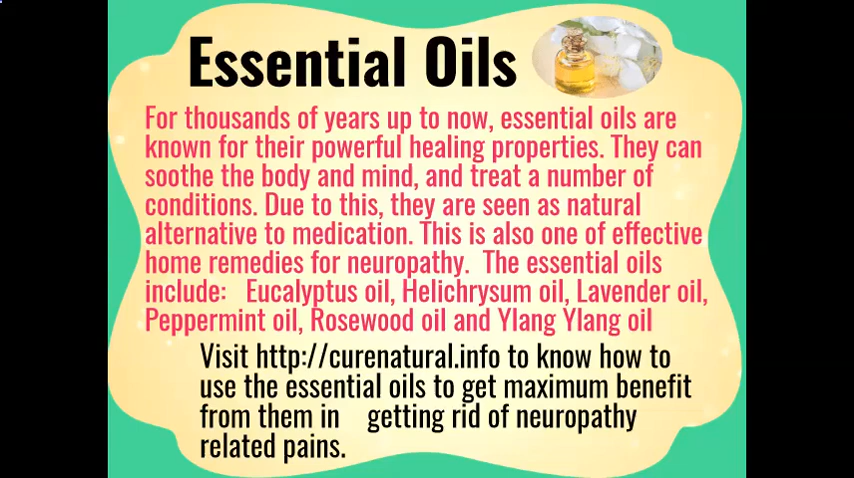 Essential Oils
For thousands of years up to now, essential oils are
known for their powerful healing properties. They can
soothe the body and mind, and treat a number of
conditions. Due to this, they are seen as natural
alternative to medication. This is also one of effective
home remedies for neuropathy. The essential oils
include: Eucalyptus oil, Helichrysum oil, Lavender oil,
Peppermint oil, Rosewood oil and Ylang Ylang oil
Visit http://curenatural.info to know how to
use the essential oils to get maximum benefit
from them in getting rid of neuropathy
related pains.